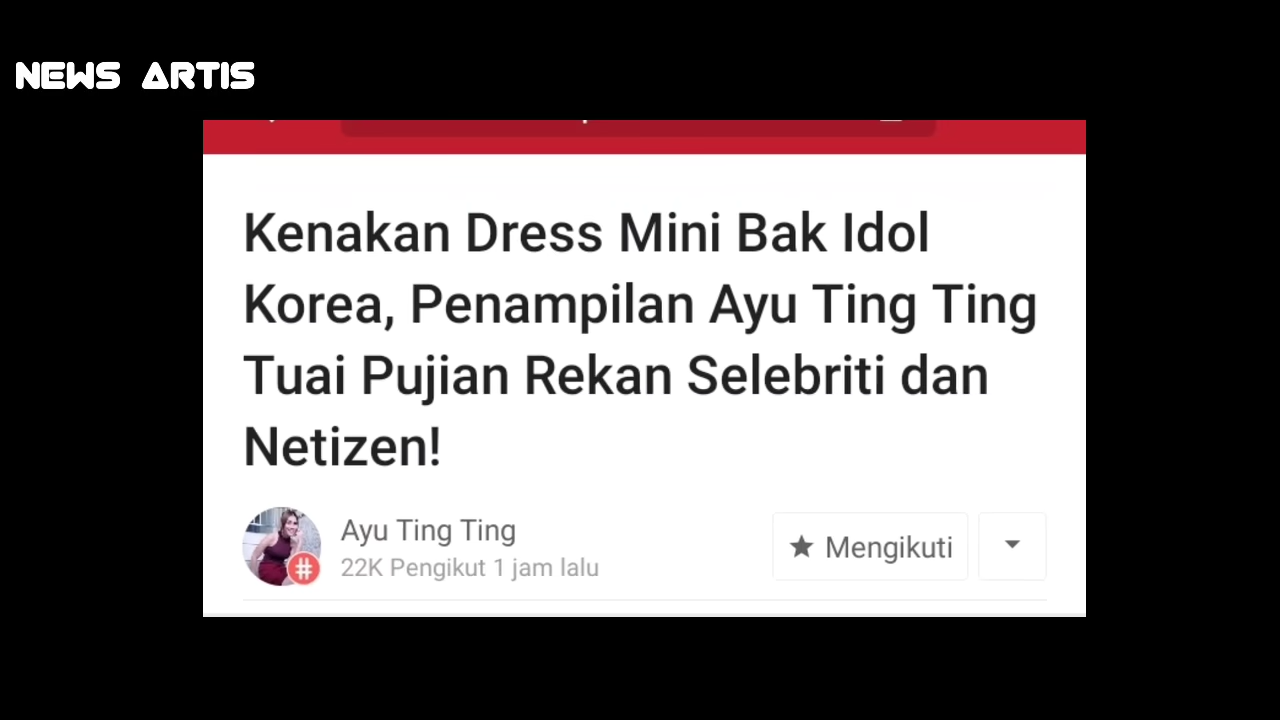 NEWS ARTIS
Kenakan Dress Mini Bak Idol
Korea, Penampilan Ayu Ting Ting
Tuai Pujian Rekan Selebriti dan
Netizen!
#
Ayu Ting Ting
22K Pengikut 1 jam lalu
★ Mengikuti